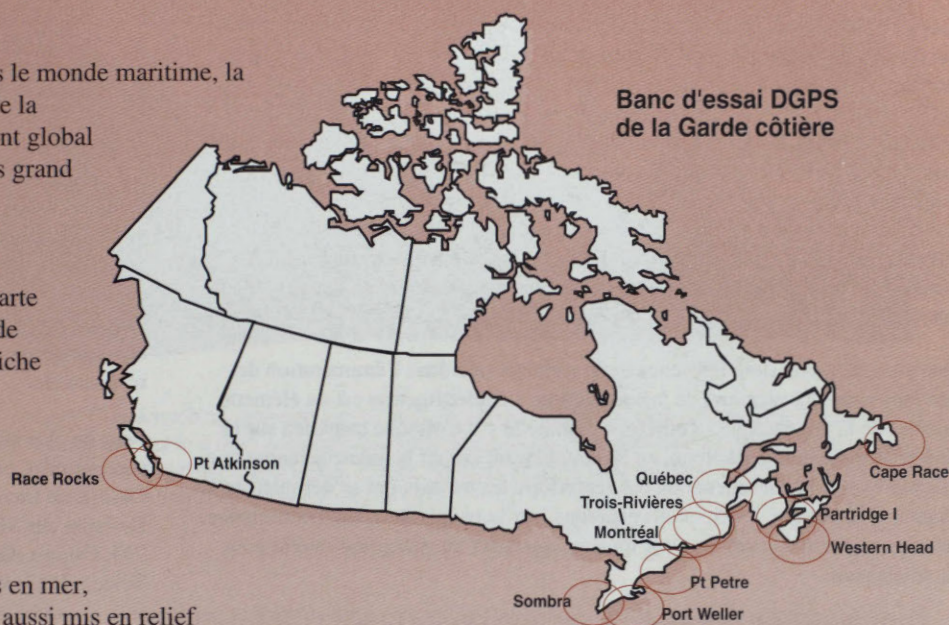 s le monde maritime, la
e la
nt global
s grand
arte
de
iche
s en mer,
aussi mis en relief
Banc d'essai DGPS
de la Garde côtière
Race Rocks
Pt Atkinson
Québec
Trois-Rivières
Montréal
Cape Race
Partridge I
Western Head
Pt Petre
Sombra
Port Weller